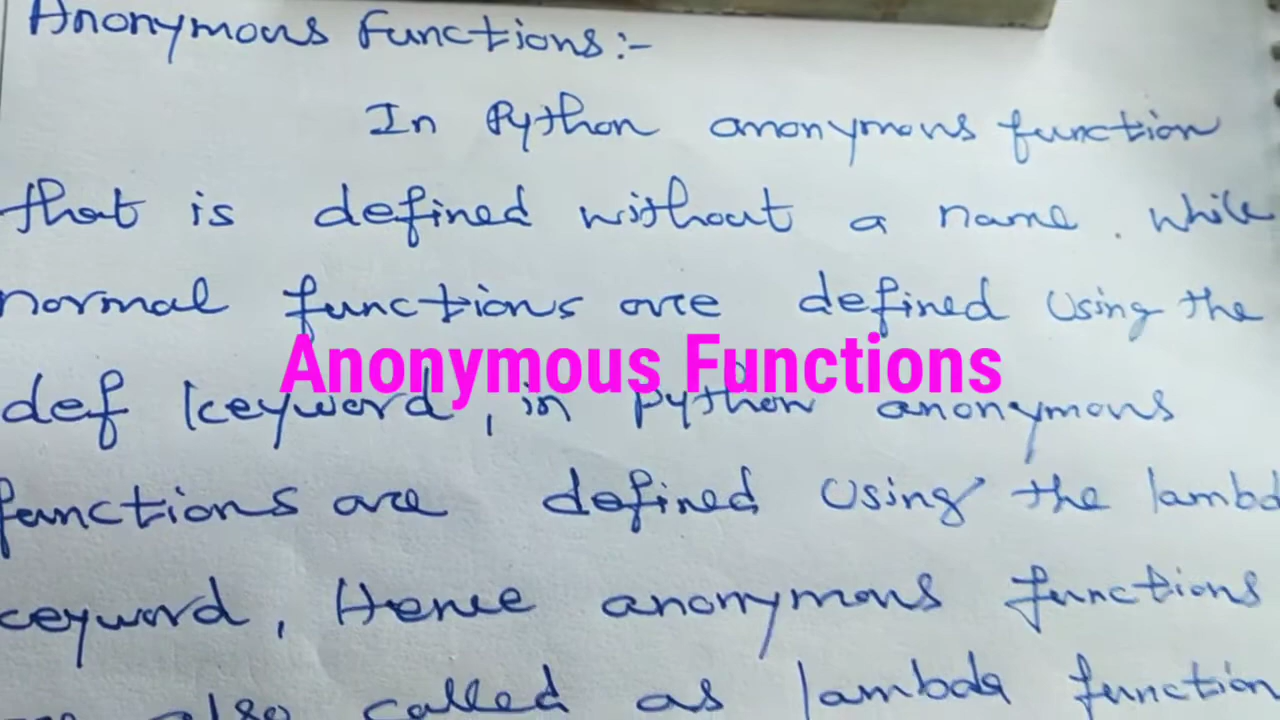 Anonymous Functions:-
In Python anonymous function
that is defined without a name. while
normal functions are defined using the
Anonymous Functions
def keyword, in python anonymous
functions are defined using the lambd
keyword, Hence anonymous functions
also called as lambda function